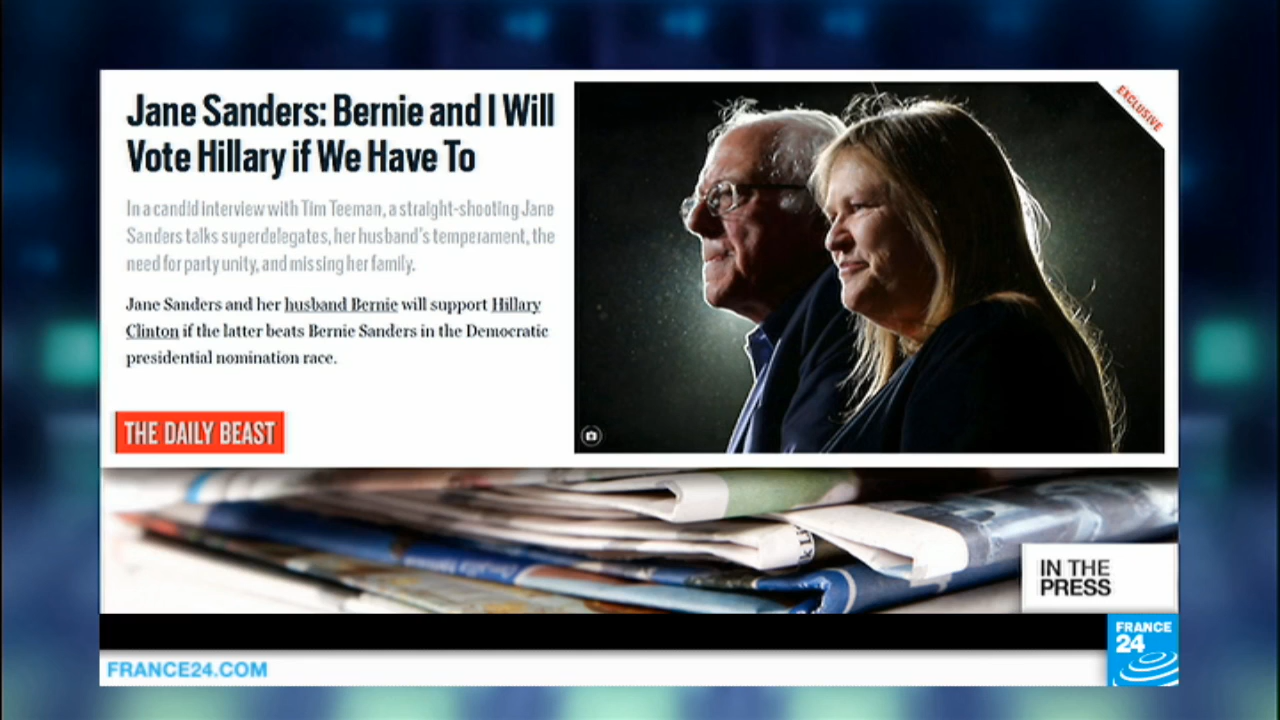 Jane Sanders: Bernie and I Will
Vote Hillary if We Have To
EXCLUSIVE
In a candid interview with Tim Teeman, a straight-shooting Jane
Sanders talks superdelegates, her husband's temperament, the
need for party unity, and missing her family.
Jane Sanders and her husband Bernie will support Hillary
Clinton if the latter beats Bernie Sanders in the Democratic
presidential nomination race.
THE DAILY BEAST
IN THE
PRESS
FRANCE
24
FRANCE24.COM